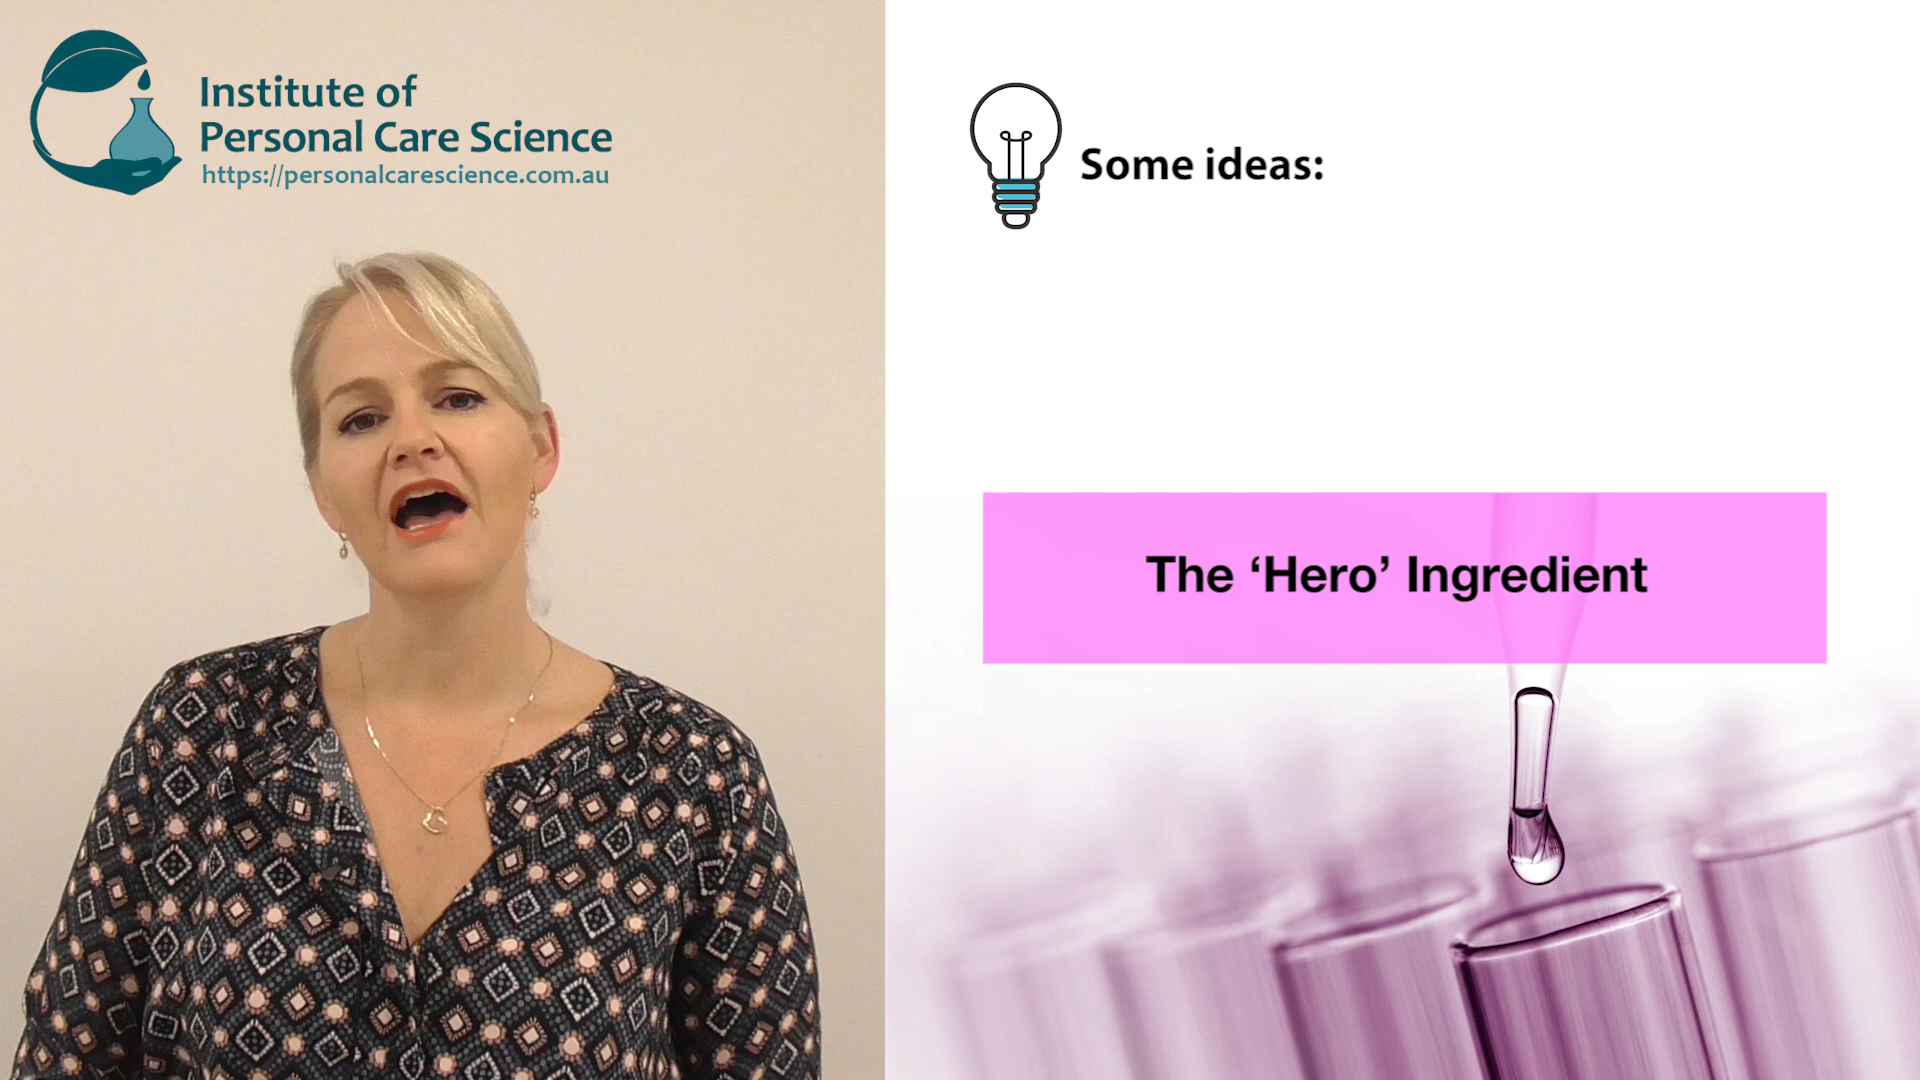 Institute of
Personal Care Science
https://personalcarescience.com.au
Some ideas:
The ‘Hero’ Ingredient